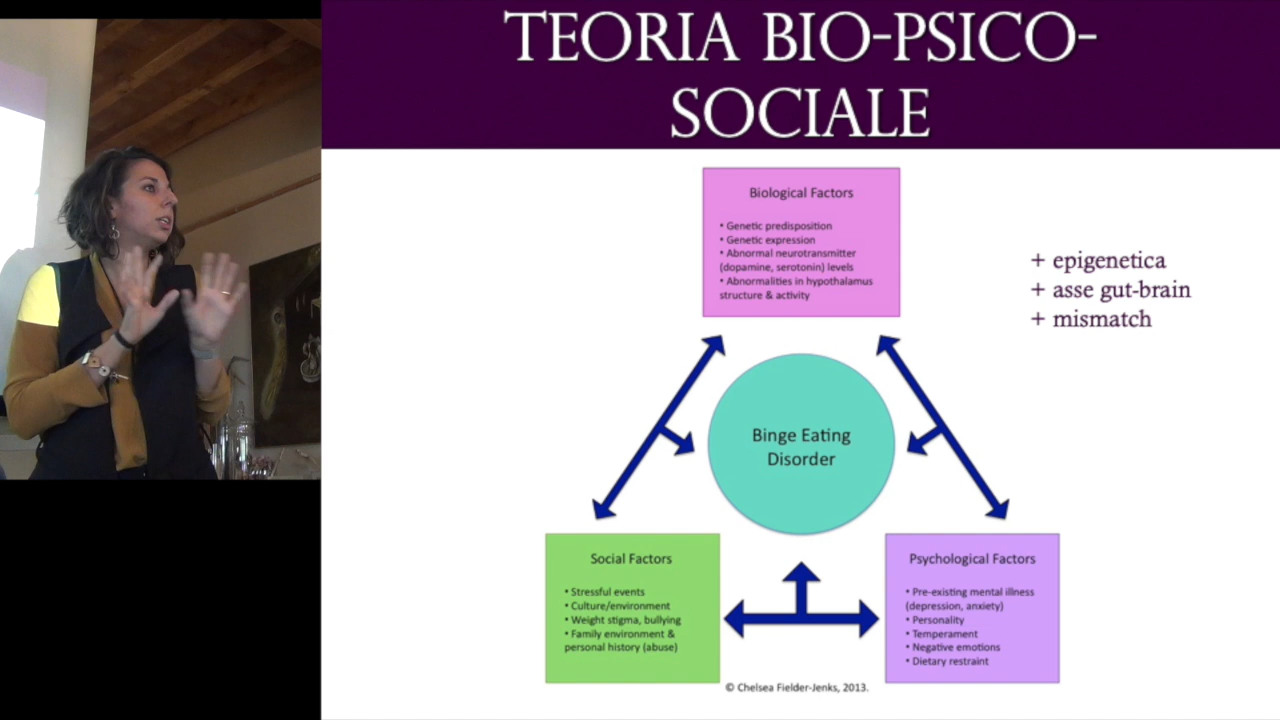 TEORIA BIO-PSICO-
SOCIALE
Biological Factors
• Genetic predisposition
• Genetic expression
• Abnormal neurotransmitter
(dopamine, serotonin) levels
• Abnormalities in hypothalamus
structure & activity
+ epigenetica
+ asse gut-brain
+ mismatch
Binge Eating
Disorder
Social Factors
• Stressful events
• Culture/environment
• Weight stigma, bullying
• Family environment &
personal history (abuse)
Psychological Factors
• Pre-existing mental illness
(depression, anxiety)
• Personality
• Temperament
• Negative emotions
• Dietary restraint
© Chelsea Fielder-Jenks, 2013.